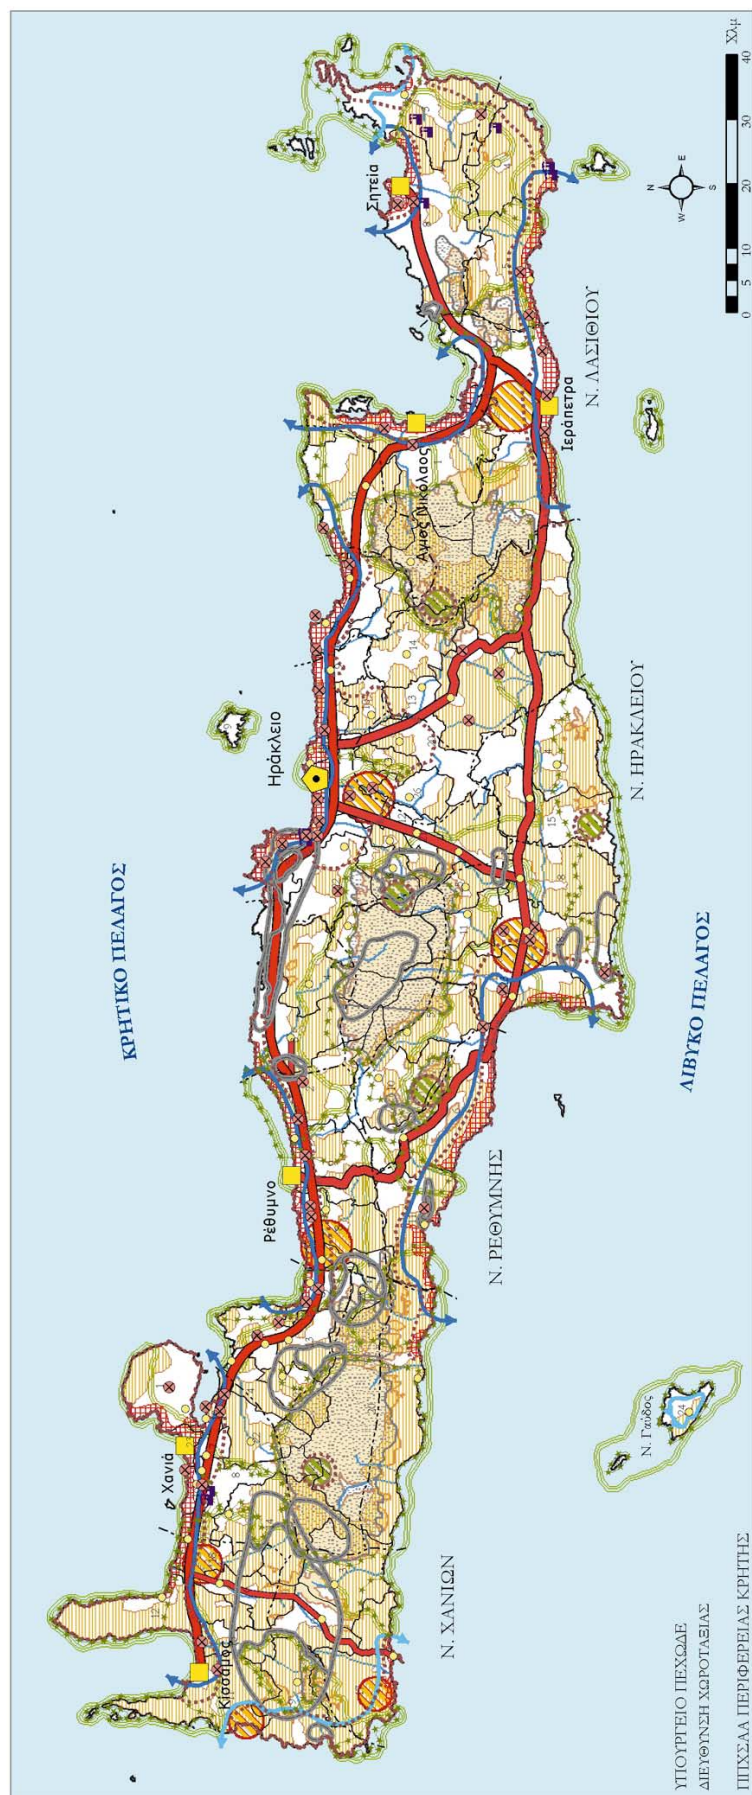 ΚΡΗΤΙΚΟ ΠΕΛΑΓΟΣ
Χανιά
Κίσσαμος
Ρέθυμνο
Ηράκλειο
Άγιος Νικόλαος
Σητεία
Ιεράπετρα
Ν. ΧΑΝΙΩΝ
Ν. ΡΕΘΥΜΝΗΣ
Ν. ΗΡΑΚΛΕΙΟΥ
Ν. ΛΑΣΙΘΙΟΥ
Ν. Γαύδος
24
ΛΙΒΥΚΟ ΠΕΛΑΓΟΣ
N
W E
S
0 5 10 20 30 40 Χλμ
ΥΠΟΥΡΓΕΙΟ ΠΕΧΩΔΕ
ΔΙΕΥΘΥΝΣΗ ΧΩΡΟΤΑΞΙΑΣ
ΠΠΧΣΑΑ ΠΕΡΙΦΕΡΕΙΑΣ ΚΡΗΤΗΣ